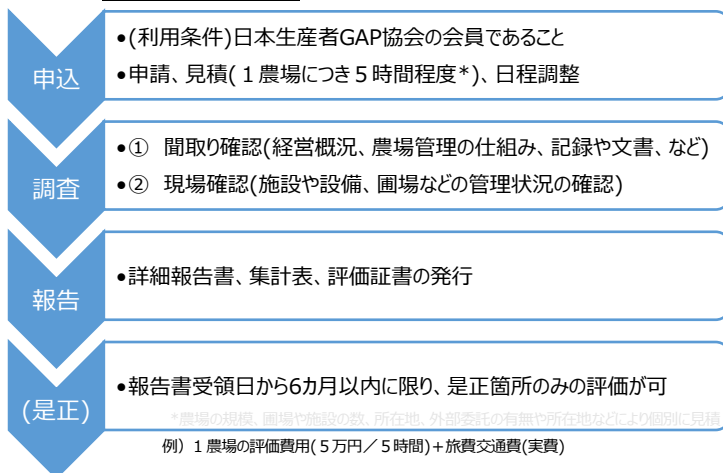 申込
•(利用条件)日本生産者GAP協会の会員であること
•申請、見積(１農場につき５時間程度*)、日程調整
調査
•① 聞取り確認(経営概況、農場管理の仕組み、記録や文書、など)
•② 現場確認(施設や設備、圃場などの管理状況の確認)
報告
•詳細報告書、集計表、評価証書の発行
(是正)
•報告書受領日から6カ月以内に限り、是正箇所のみの評価が可
*農場の規模、圃場や施設の数、所在地、外部委託の有無や所在地などにより個別に見積
例）１農場の評価費用(５万円／５時間)＋旅費交通費(実費)